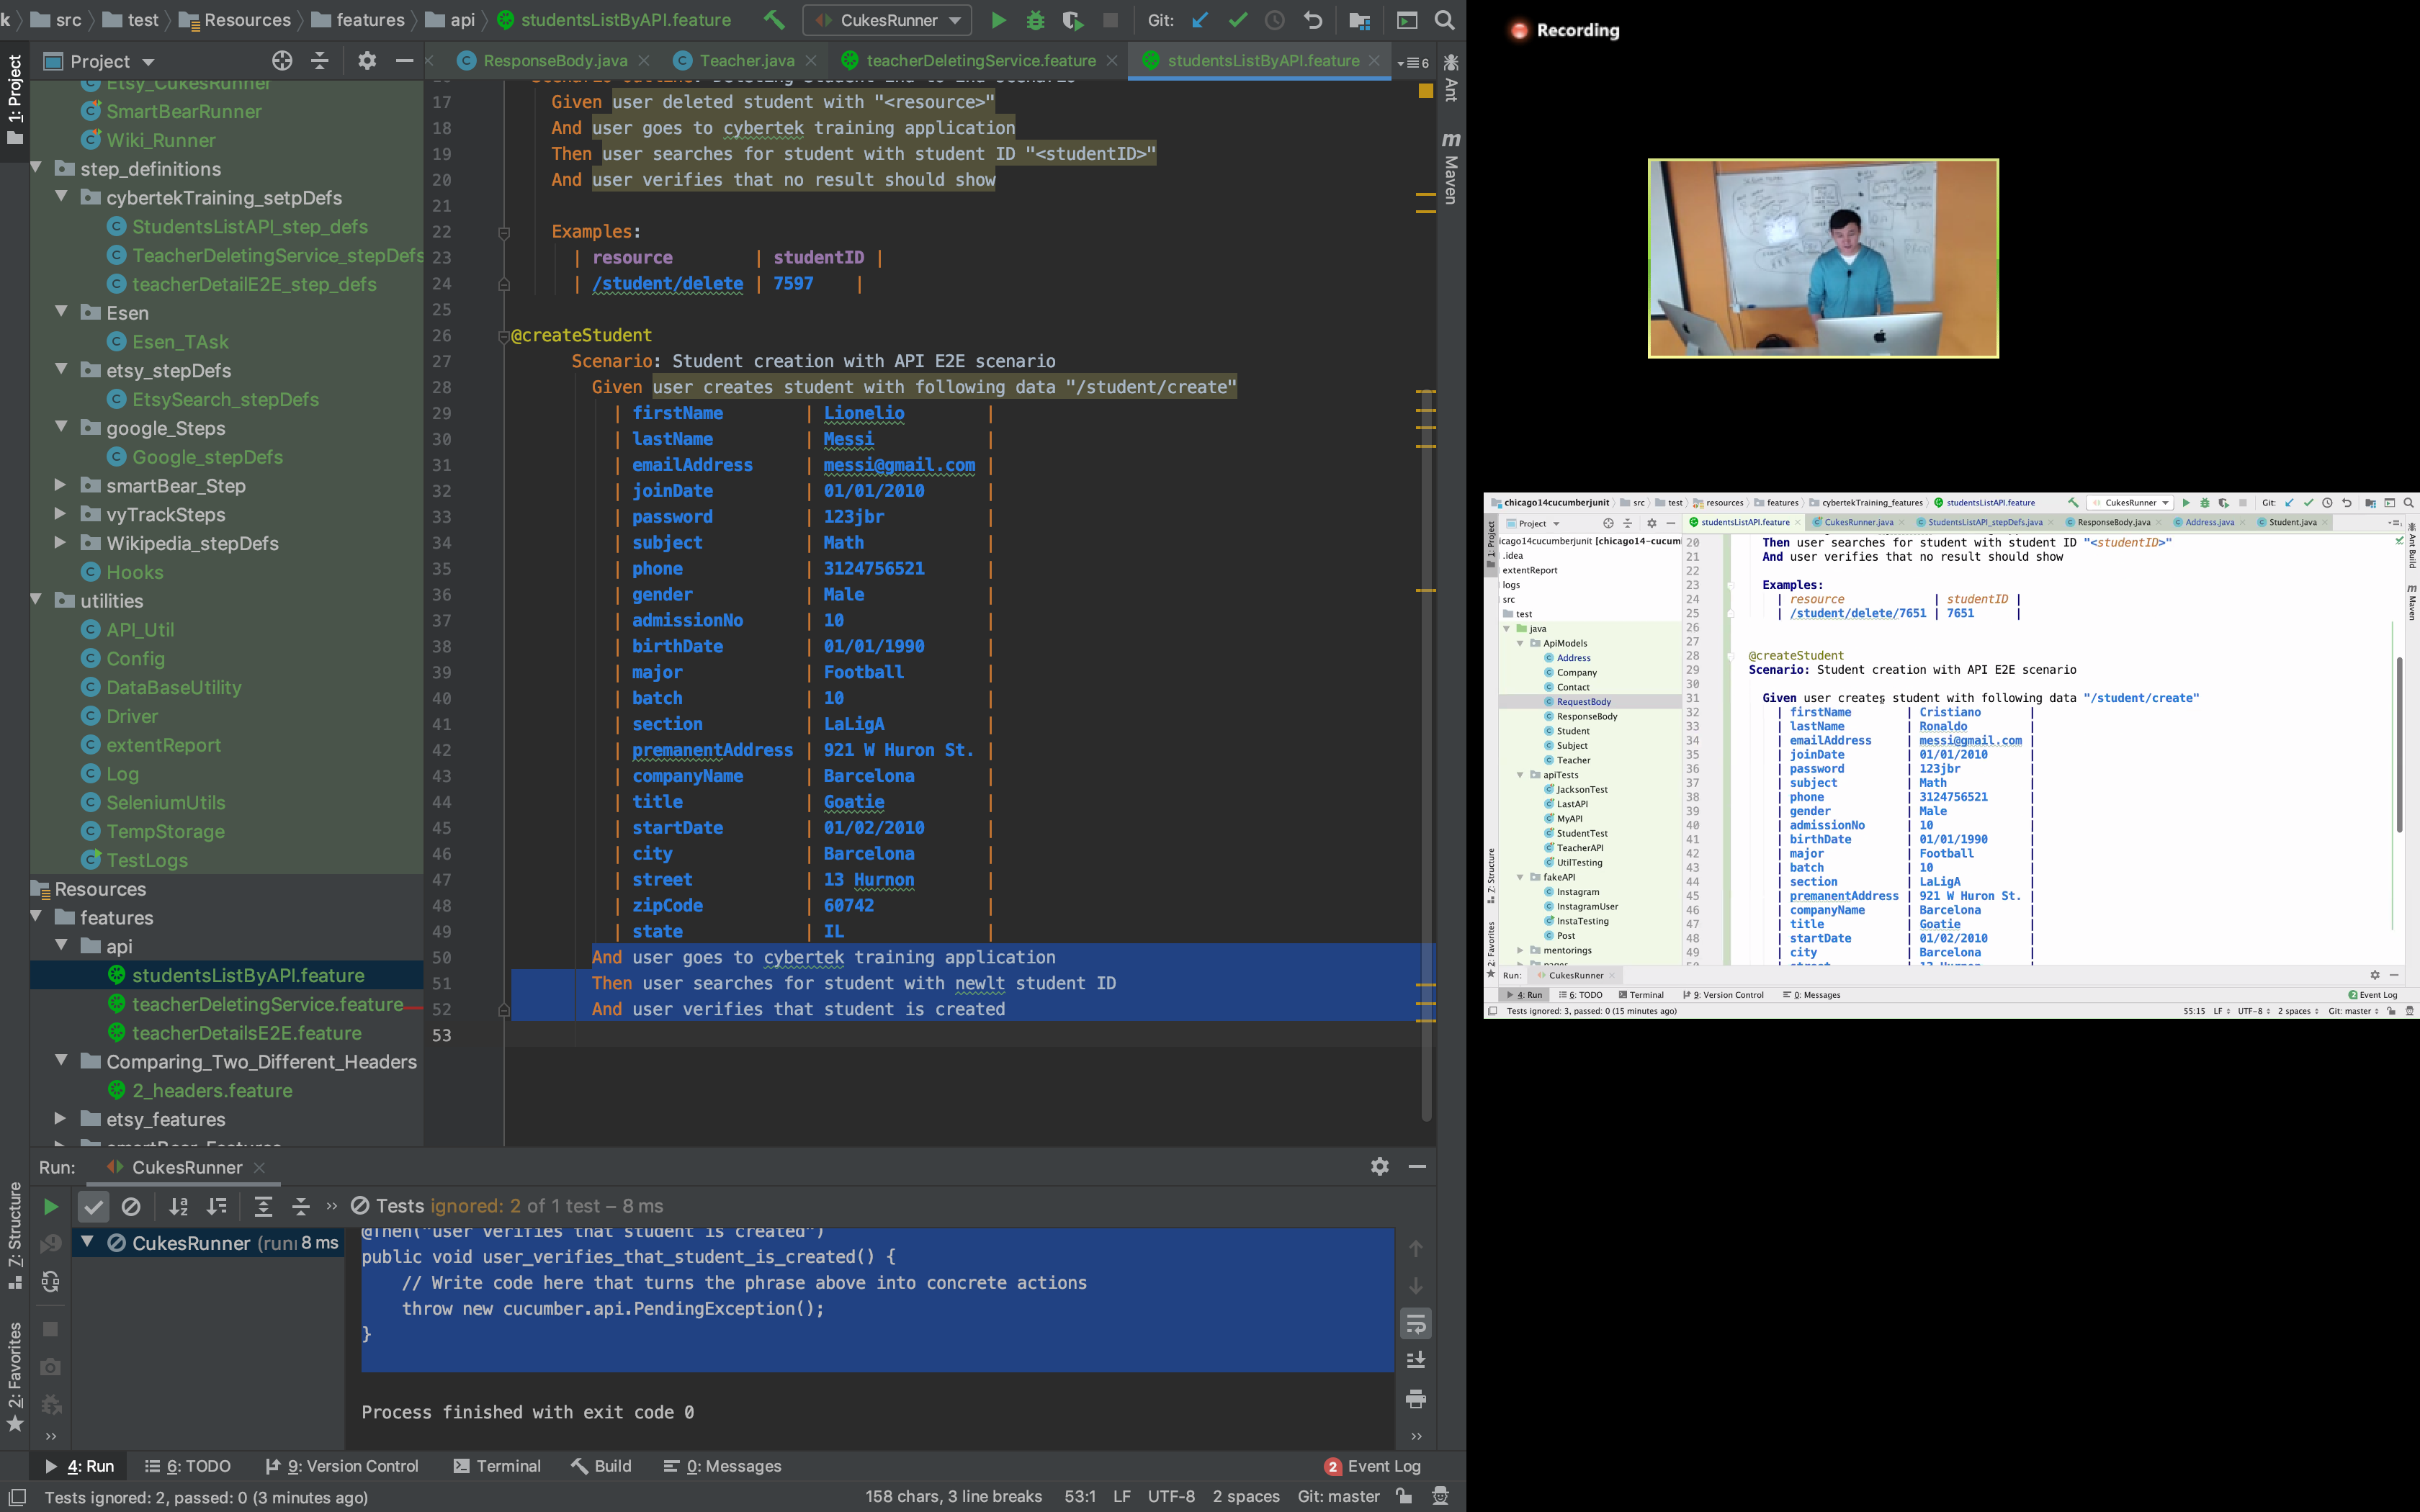 k › src › test › Resources › features › api › studentsListByAPI.feature
CukesRunner
Git:
Project
ResponseBody.java
Teacher.java
teacherDeletingService.feature
studentsListByAPI.feature
6
1: Project
Etsy_CukesRunner
SmartBearRunner
Wiki_Runner
step_definitions
cybertekTraining_setpDefs
StudentsListAPI_step_defs
TeacherDeletingService_stepDefs
teacherDetailE2E_step_defs
Esen
Esen_TAsk
etsy_stepDefs
EtsySearch_stepDefs
google_Steps
Google_stepDefs
smartBear_Step
vyTrackSteps
Wikipedia_stepDefs
Hooks
utilities
API_Util
Config
DataBaseUtility
Driver
extentReport
Log
SeleniumUtils
TempStorage
TestLogs
Resources
features
api
studentsListByAPI.feature
teacherDeletingService.feature
teacherDetailsE2E.feature
Comparing_Two_Different_Headers
2_headers.feature
etsy_features
smartBear_Features
7: Structure
2: Favorites
17 Given user deleted student with "<resource>"
18 And user goes to cybertek training application
19 Then user searches for student with student ID "<studentID>"
20 And user verifies that no result should show
21
22 Examples:
23 | resource | studentID |
24 | /student/delete | 7597 |
25
26 @createStudent
27 Scenario: Student creation with API E2E scenario
28 Given user creates student with following data "/student/create"
29 | firstName | Lionelio |
30 | lastName | Messi |
31 | emailAddress | messi@gmail.com |
32 | joinDate | 01/01/2010 |
33 | password | 123jbr |
34 | subject | Math |
35 | phone | 3124756521 |
36 | gender | Male |
37 | admissionNo | 10 |
38 | birthDate | 01/01/1990 |
39 | major | Football |
40 | batch | 10 |
41 | section | LaLigA |
42 | premanentAddress | 921 W Huron St. |
43 | companyName | Barcelona |
44 | title | Goatie |
45 | startDate | 01/02/2010 |
46 | city | Barcelona |
47 | street | 13 Hurnon |
48 | zipCode | 60742 |
49 | state | IL |
50 And user goes to cybertek training application
51 Then user searches for student with newlt student ID
52 And user verifies that student is created
53
Ant
Maven
Run: CukesRunner
Tests ignored: 2 of 1 test – 8 ms
CukesRunner (runi 8 ms
@Then("user verifies that student is created")
public void user_verifies_that_student_is_created() {
// Write code here that turns the phrase above into concrete actions
throw new cucumber.api.PendingException();
}
Process finished with exit code 0
4: Run
6: TODO
9: Version Control
Terminal
Build
0: Messages
2 Event Log
Tests ignored: 2, passed: 0 (3 minutes ago)
158 chars, 3 line breaks 53:1 LF UTF-8 2 spaces Git: master
Recording
chicago14cucumberjunit › src › test › resources › features › cybertekTraining_features › studentsListAPI.feature
CukesRunner
Git:
Project
studentsListAPI.feature
CukesRunner.java
StudentsListAPI_stepDefs.java
ResponseBody.java
Address.java
Student.java
1: Project
icago14cucumberjunit [chicago14-cucum
.idea
extentReport
logs
src
test
java
ApiModels
Address
Company
Contact
RequestBody
ResponseBody
Student
Subject
Teacher
apiTests
JacksonTest
LastAPI
MyAPI
StudentTest
TeacherAPI
UtilTesting
fakeAPI
Instagram
InstagramUser
InstaTesting
Post
mentorings
7: Structure
2: Favorites
20 Then user searches for student with student ID "<studentID>"
21 And user verifies that no result should show
22
23 Examples:
24 | resource | studentID |
25 | /student/delete/7651 | 7651 |
26
27
28 @createStudent
29 Scenario: Student creation with API E2E scenario
30
31 Given user creates student with following data "/student/create"
32 | firstName | Cristiano |
33 | lastName | Ronaldo |
34 | emailAddress | messi@gmail.com |
35 | joinDate | 01/01/2010 |
36 | password | 123jbr |
37 | subject | Math |
38 | phone | 3124756521 |
39 | gender | Male |
40 | admissionNo | 10 |
41 | birthDate | 01/01/1990 |
42 | major | Football |
43 | batch | 10 |
44 | section | LaLigA |
45 | premanentAddress | 921 W Huron St. |
46 | companyName | Barcelona |
47 | title | Goatie |
48 | startDate | 01/02/2010 |
49 | city | Barcelona |
Ant Build
Maven
Run: CukesRunner
4: Run
6: TODO
Terminal
9: Version Control
0: Messages
2 Event Log
Tests ignored: 3, passed: 0 (15 minutes ago)
55:15 LF UTF-8 2 spaces Git: master